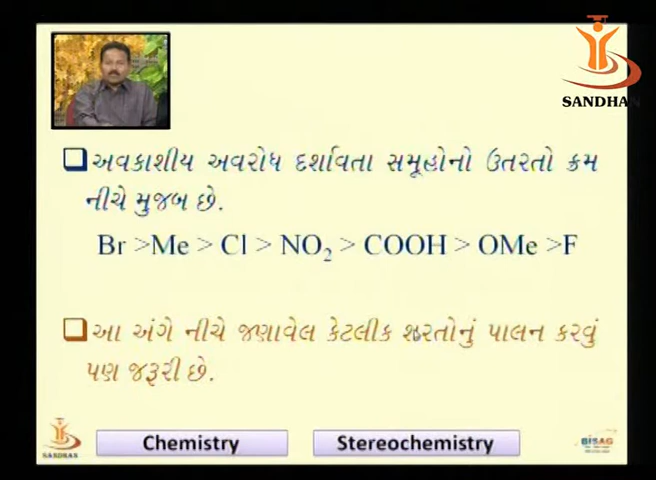 SANDHAN
અવકાશીય અવરોધ દર્શાવતા સમૂહોનો ઉતરતો ક્રમ
નીચે મુજબ છે.
Br >Me > Cl > NO2 > COOH > OMe >F
આ અંગે નીચે જણાવેલ કેટલીક શરતોનું પાલન કરવું
પણ જરૂરી છે.
SANDHAN
Chemistry
Stereochemistry
BISAG